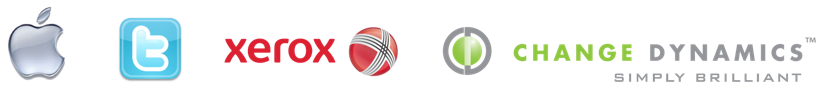 t
xerox
CHANGE DYNAMICS™
SIMPLY BRILLIANT